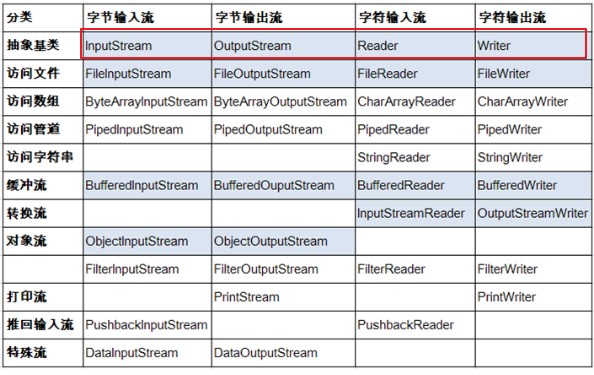 分类 字节输入流 字节输出流 字符输入流 字符输出流
抽象基类 InputStream OutputStream Reader Writer
访问文件 FileInputStream FileOutputStream FileReader FileWriter
访问数组 ByteArrayInputStream ByteArrayOutputStream CharArrayReader CharArrayWriter
访问管道 PipedInputStream PipedOutputStream PipedReader PipedWriter
访问字符串 StringReader StringWriter
缓冲流 BufferedInputStream BufferedOuputStream BufferedReader BufferedWriter
转换流 InputStreamReader OutputStreamWriter
对象流 ObjectInputStream ObjectOutputStream
FilterInputStream FilterOutputStream FilterReader FilterWriter
打印流 PrintStream PrintWriter
推回输入流 PushbackInputStream PushbackReader
特殊流 DataInputStream DataOutputStream